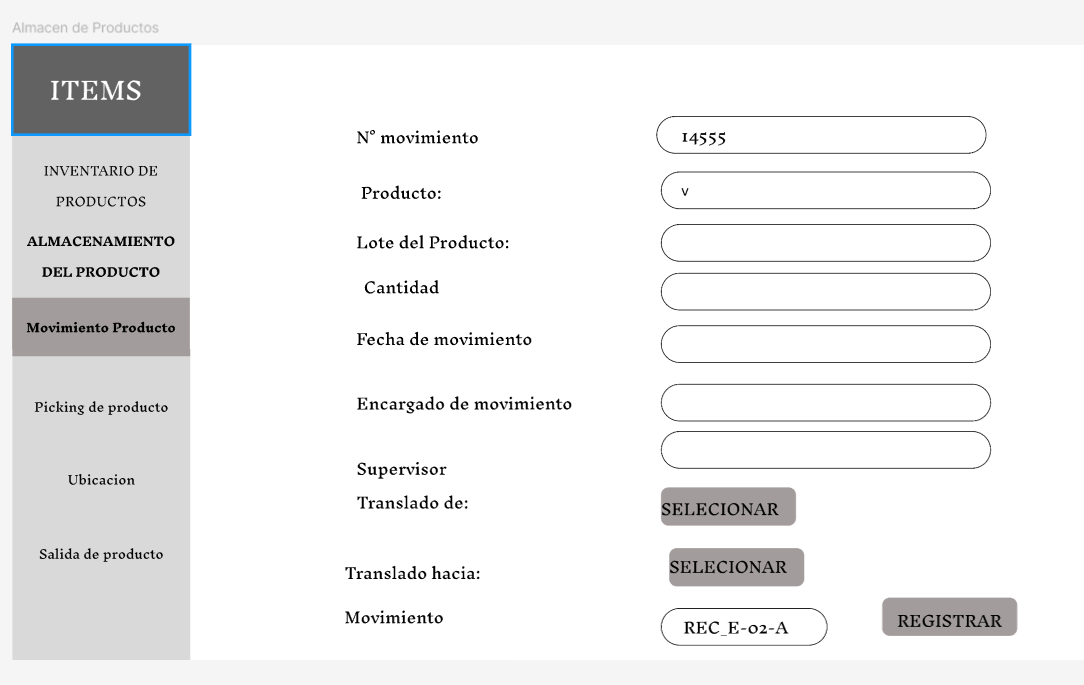 Almacen de Productos
ITEMS
INVENTARIO DE
PRODUCTOS
ALMACENAMIENTO
DEL PRODUCTO
Movimiento Producto
Picking de producto
Ubicacion
Salida de producto
N° movimiento
14555
Producto:
v
Lote del Producto:
Cantidad
Fecha de movimiento
Encargado de movimiento
Supervisor
Translado de:
SELECIONAR
Translado hacia:
SELECIONAR
Movimiento
REC_E-02-A
REGISTRAR